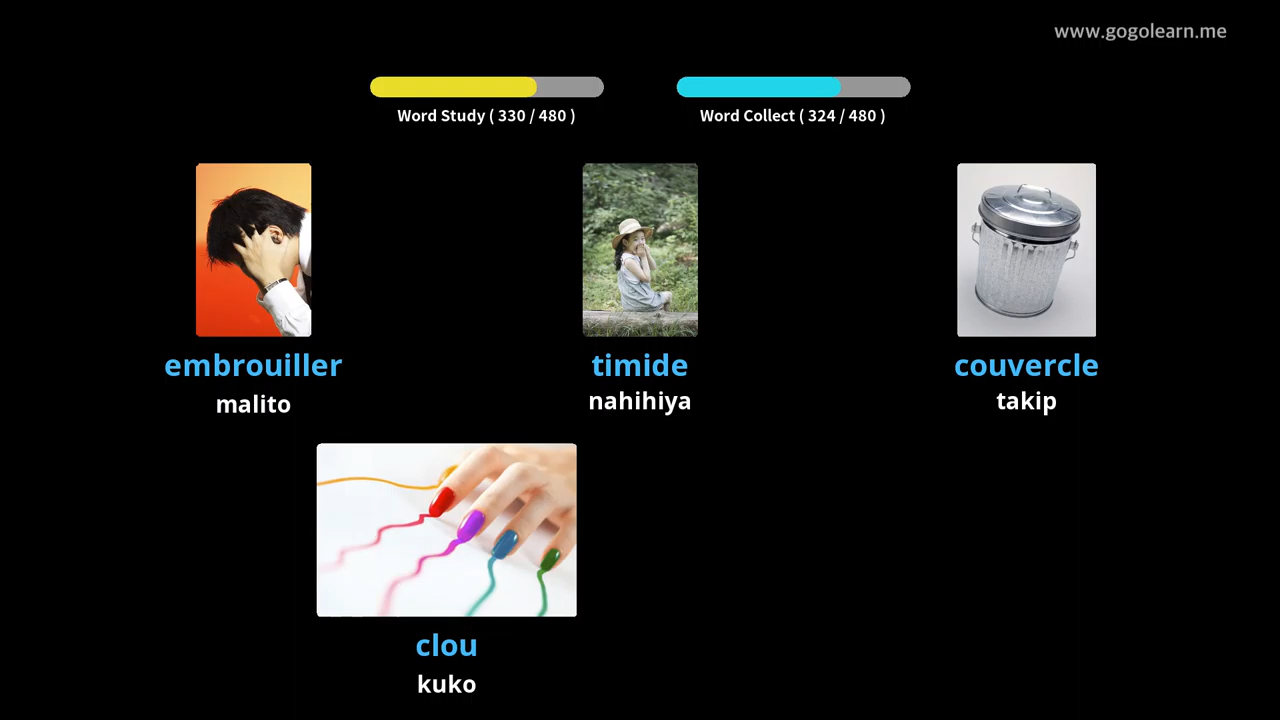 www.gogolearn.me
Word Study ( 330 / 480 )
Word Collect ( 324 / 480 )
embrouiller
malito
timide
nahihiya
couvercle
takip
clou
kuko